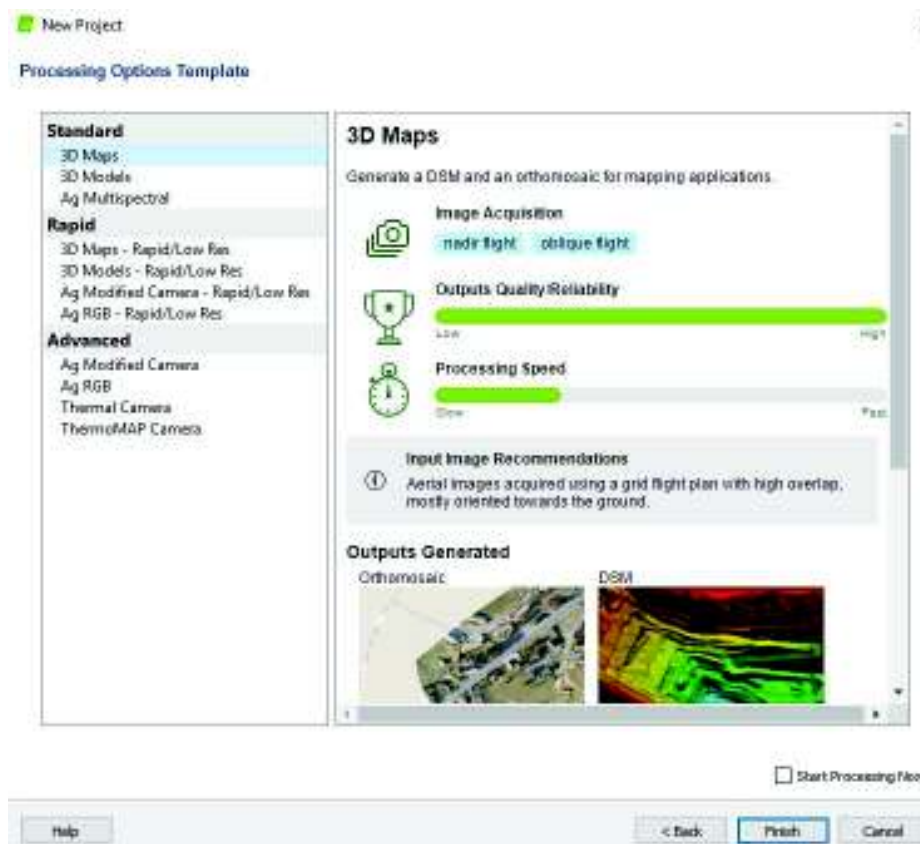 New Project
Processing Options Template
Standard
3D Maps
3D Models
Ag Multispectral
Rapid
3D Maps - Rapid/Low Res
3D Models - Rapid/Low Res
Ag Modified Camera - Rapid/Low Res
Ag RGB - Rapid/Low Res
Advanced
Ag Modified Camera
Ag RGB
Thermal Camera
ThermoMAP Camera
3D Maps
Generate a DSM and an orthomosaic for mapping applications.
Image Acquisition
nadir flight oblique flight
Outputs Quality/Reliability
Low High
Processing Speed
Slow Fast
Input Image Recommendations
Aerial images acquired using a grid flight plan with high overlap,
mostly oriented towards the ground.
Outputs Generated
Orthomosaic DSM
Start Processing Now
Help < Back Finish Cancel